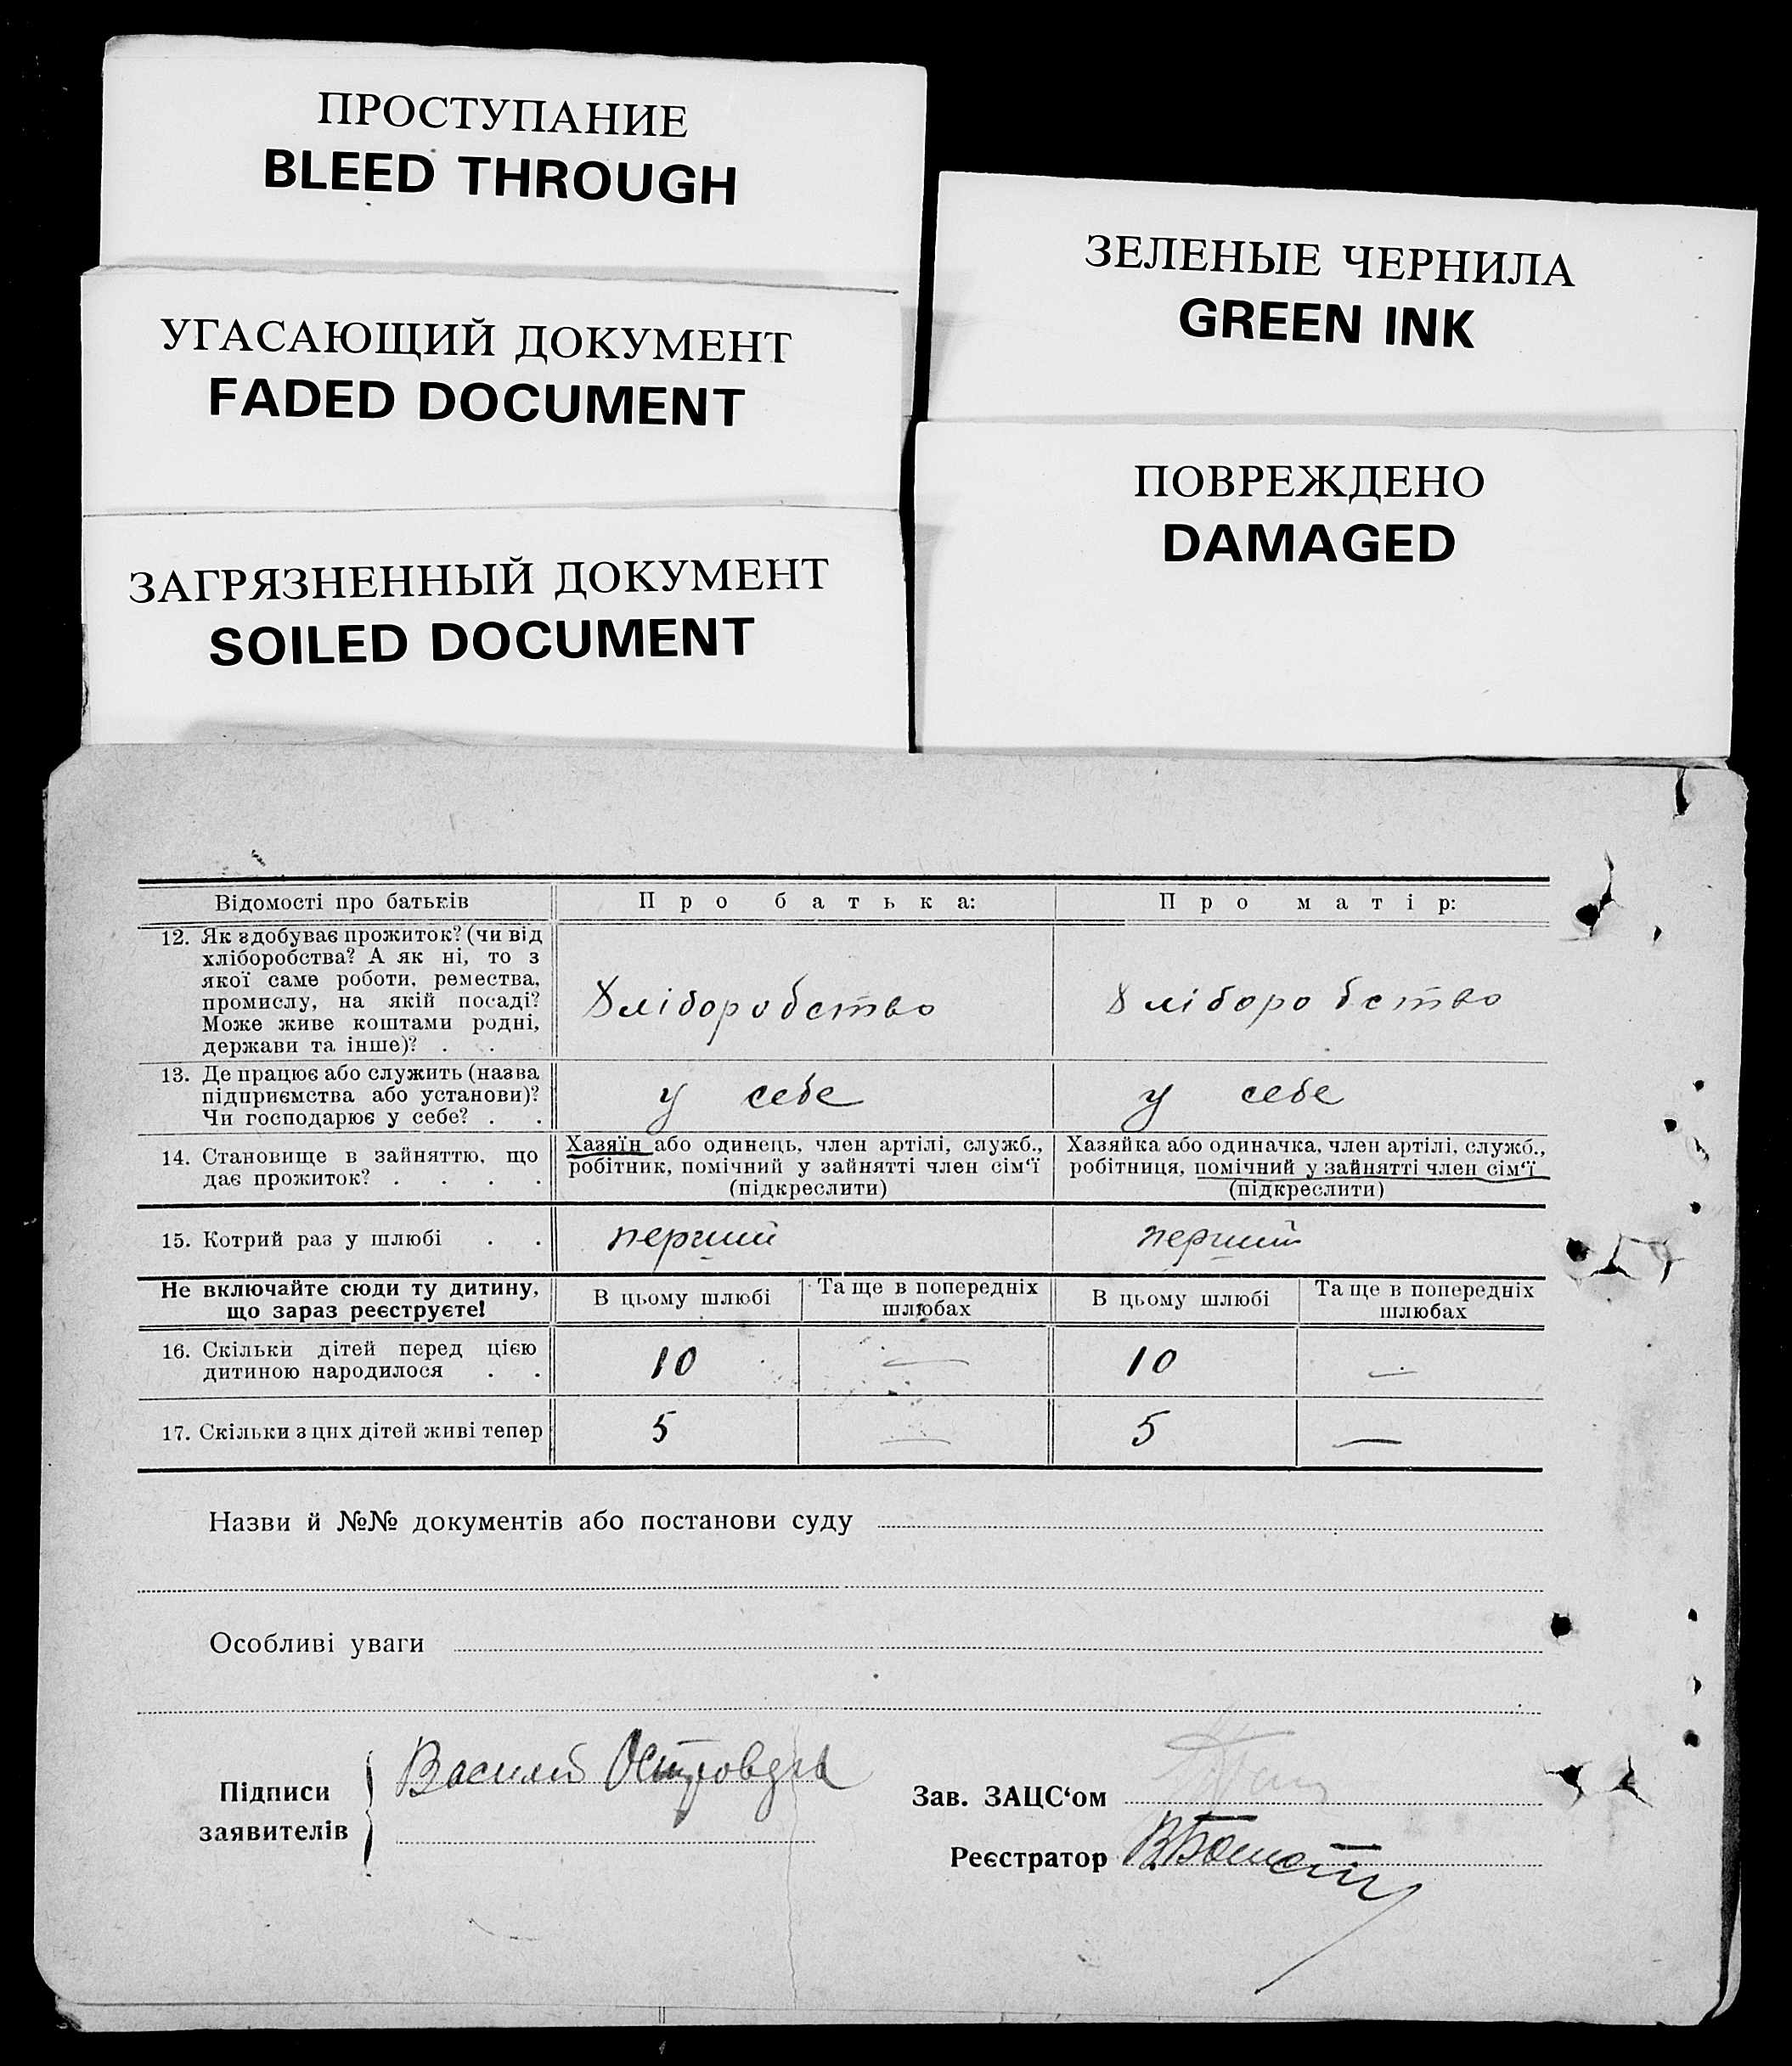 ПРОСТУПАНИЕ
BLEED THROUGH
УГАСАЮЩИЙ ДОКУМЕНТ
FADED DOCUMENT
ЗАГРЯЗНЕННЫЙ ДОКУМЕНТ
SOILED DOCUMENT
ЗЕЛЕНЫЕ ЧЕРНИЛА
GREEN INK
ПОВРЕЖДЕНО
DAMAGED
Відомості про батьків
Про батька:
Про матір:
12. Як здобуває прожиток? (чи від
хліборобства? А як ні, то з
якої саме роботи, ремества,
промислу, на якій посаді?
Може живе коштами родні,
держави та інше)? . .
Хліборобство
Хліборобство
13. Де працює або служить (назва
підприємства або установи)?
Чи господарює у себе? . .
у себе
у себе
14. Становище в зайняттю, що
дає прожиток? . . . .
Хазяїн або одинець, член артілі, служб.,
робітник, помічний у зайнятті член сім‘ї
(підкреслити)
Хазяйка або одиначка, член артілі, служб.,
робітниця, помічний у зайнятті член сім‘ї
(підкреслити)
15. Котрий раз у шлюбі . .
перший
перший
Не включайте сюди ту дитину,
що зараз реєструєте!
В цьому шлюбі
Та ще в попередніх
шлюбах
В цьому шлюбі
Та ще в попередніх
шлюбах
16. Скільки дітей перед цією
дитиною народилося . .
10
—
10
—
17. Скільки з цих дітей живі тепер
5
—
5
—
Назви й №№ документів або постанови суду
Особливі уваги
Підписи
заявителів
Василий
Зав. ЗАЦС‘ом
Реєстратор